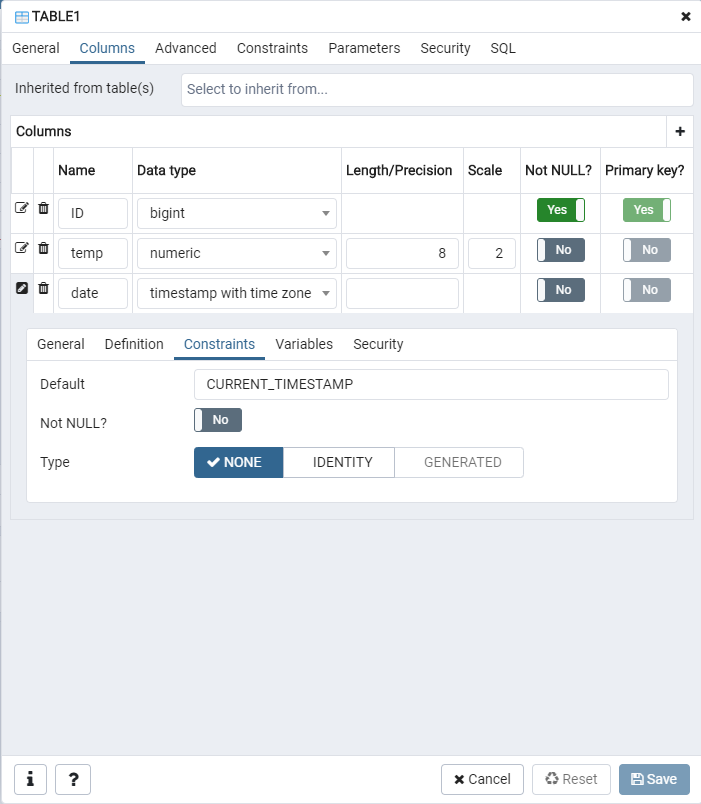 TABLE1
General Columns Advanced Constraints Parameters Security SQL
Inherited from table(s) Select to inherit from...
Columns
Name Data type Length/Precision Scale Not NULL? Primary key?
ID bigint Yes Yes
temp numeric 8 2 No No
date timestamp with time zone No No
General Definition Constraints Variables Security
Default CURRENT_TIMESTAMP
Not NULL? No
Type NONE IDENTITY GENERATED
i ? Cancel Reset Save